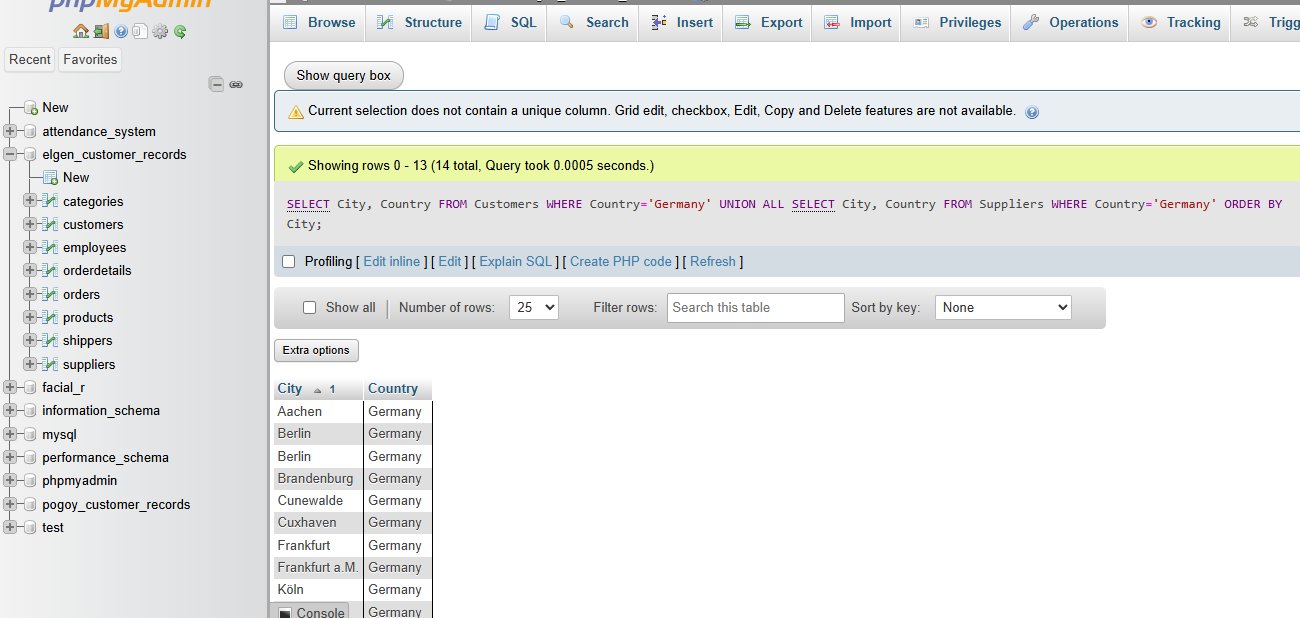 phpMyAdmin
Recent Favorites
New
attendance_system
elgen_customer_records
New
categories
customers
employees
orderdetails
orders
products
shippers
suppliers
facial_r
information_schema
mysql
performance_schema
phpmyadmin
pogoy_customer_records
test
Browse Structure SQL Search Insert Export Import Privileges Operations Tracking Trigg
Show query box
Current selection does not contain a unique column. Grid edit, checkbox, Edit, Copy and Delete features are not available.
Showing rows 0 - 13 (14 total, Query took 0.0005 seconds.)
SELECT City, Country FROM Customers WHERE Country='Germany' UNION ALL SELECT City, Country FROM Suppliers WHERE Country='Germany' ORDER BY
City;
Profiling [ Edit inline ] [ Edit ] [ Explain SQL ] [ Create PHP code ] [ Refresh ]
Show all Number of rows: 25 Filter rows: Search this table Sort by key: None
Extra options
City 1 Country
Aachen Germany
Berlin Germany
Berlin Germany
Brandenburg Germany
Cunewalde Germany
Cuxhaven Germany
Frankfurt Germany
Frankfurt a.M. Germany
Köln Germany
Console Germany